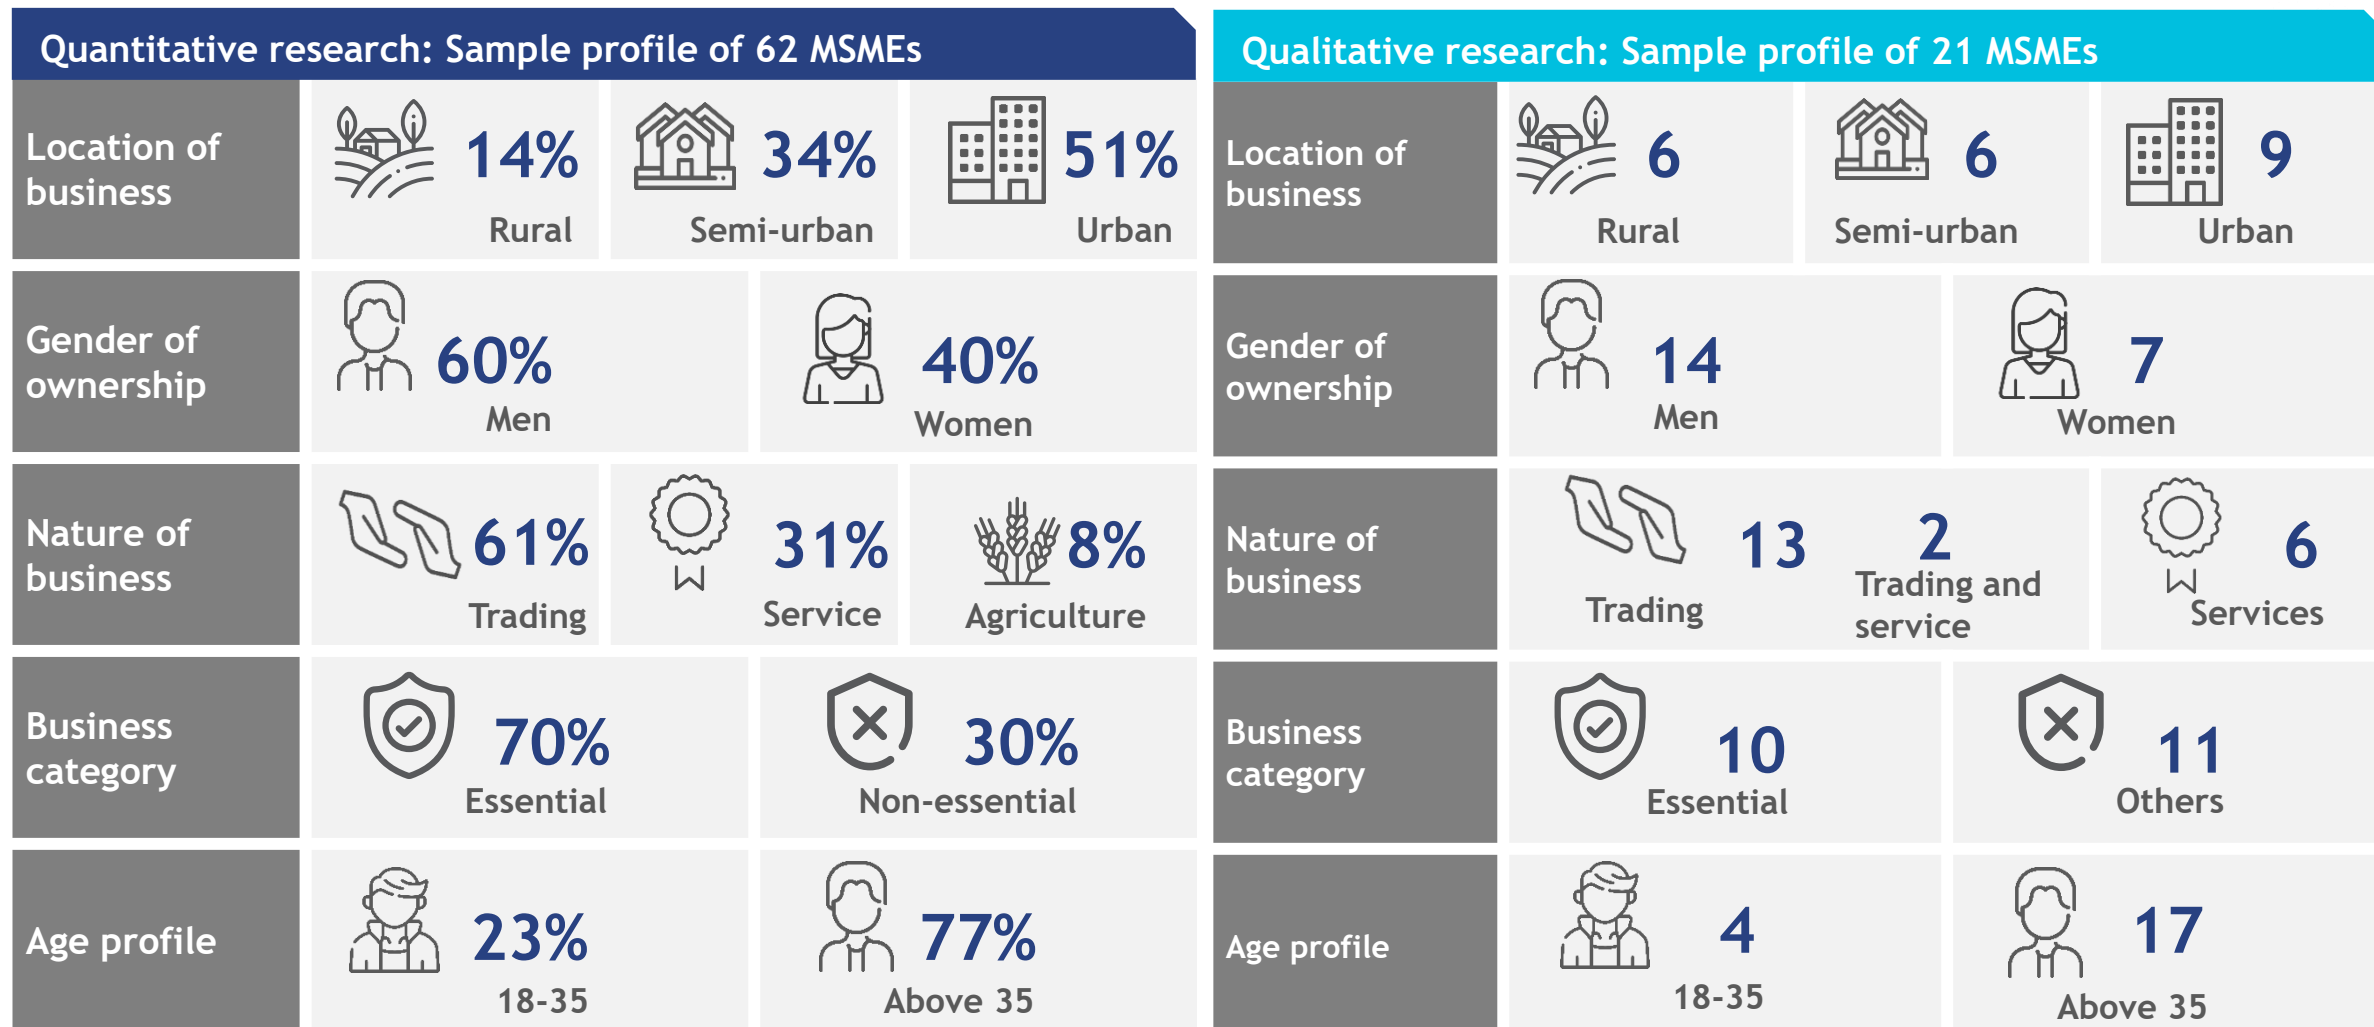 Quantitative research: Sample profile of 62 MSMEs
Location of
business
14%
Rural
34%
Semi-urban
51%
Urban
Gender of
ownership
60%
Men
40%
Women
Nature of
business
61%
Trading
31%
Service
8%
Agriculture
Business
category
70%
Essential
30%
Non-essential
Age profile
23%
18-35
77%
Above 35
Qualitative research: Sample profile of 21 MSMEs
Location of
business
6
Rural
6
Semi-urban
9
Urban
Gender of
ownership
14
Men
7
Women
Nature of
business
13
Trading
2
Trading and
service
6
Services
Business
category
10
Essential
11
Others
Age profile
4
18-35
17
Above 35